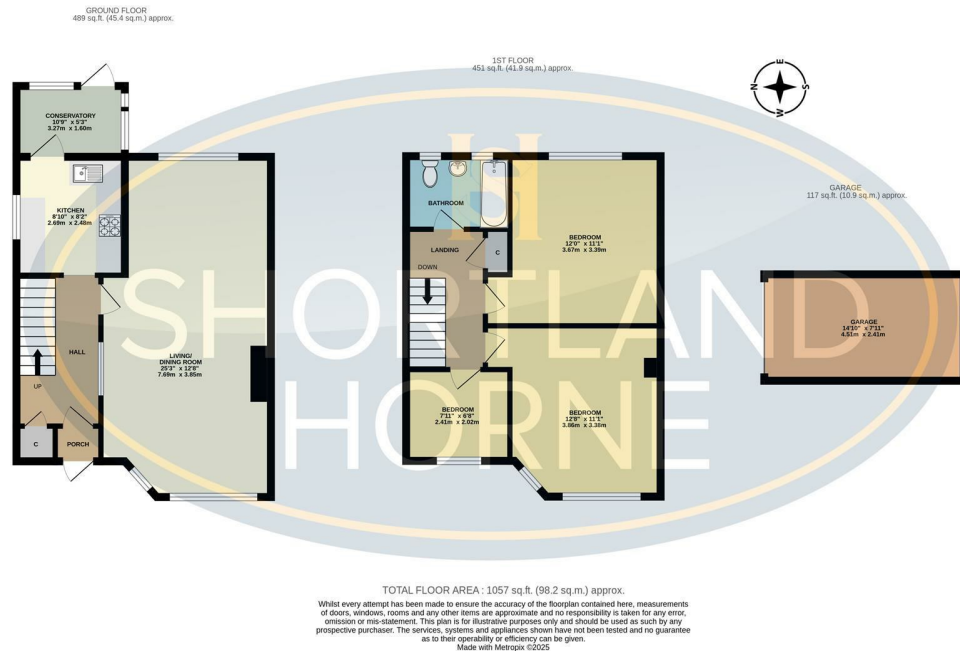 GROUND FLOOR
489 sq.ft. (45.4 sq.m.) approx.
CONSERVATORY
10'9" x 5'3"
3.27m x 1.60m
KITCHEN
8'10" x 8'2"
2.69m x 2.48m
HALL
LIVING/
DINING ROOM
25'3" x 12'8"
7.69m x 3.85m
UP
C
PORCH
1ST FLOOR
451 sq.ft. (41.9 sq.m.) approx.
BATHROOM
LANDING
DOWN
C
BEDROOM
12'0" x 11'1"
3.67m x 3.39m
BEDROOM
7'11" x 6'8"
2.41m x 2.02m
BEDROOM
12'8" x 11'1"
3.86m x 3.38m
N
E
S
W
GARAGE
117 sq.ft. (10.9 sq.m.) approx.
GARAGE
14'10" x 7'11"
4.51m x 2.41m
SH
SHORTLAND
HORNE
TOTAL FLOOR AREA : 1057 sq.ft. (98.2 sq.m.) approx.
Whilst every attempt has been made to ensure the accuracy of the floorplan contained here, measurements
of doors, windows, rooms and any other items are approximate and no responsibility is taken for any error,
omission or mis-statement. This plan is for illustrative purposes only and should be used as such by any
prospective purchaser. The services, systems and appliances shown have not been tested and no guarantee
as to their operability or efficiency can be given.
Made with Metropix ©2025